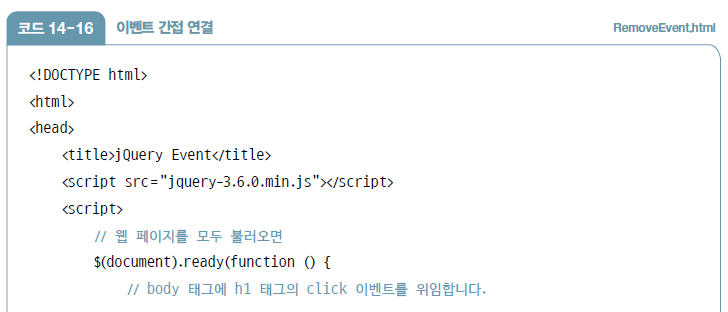 코드 14-16 이벤트 간접 연결 RemoveEvent.html
<!DOCTYPE html>
<html>
<head>
<title>jQuery Event</title>
<script src="jquery-3.6.0.min.js"></script>
<script>
// 웹 페이지를 모두 불러오면
$(document).ready(function () {
// body 태그에 h1 태그의 click 이벤트를 위임합니다.